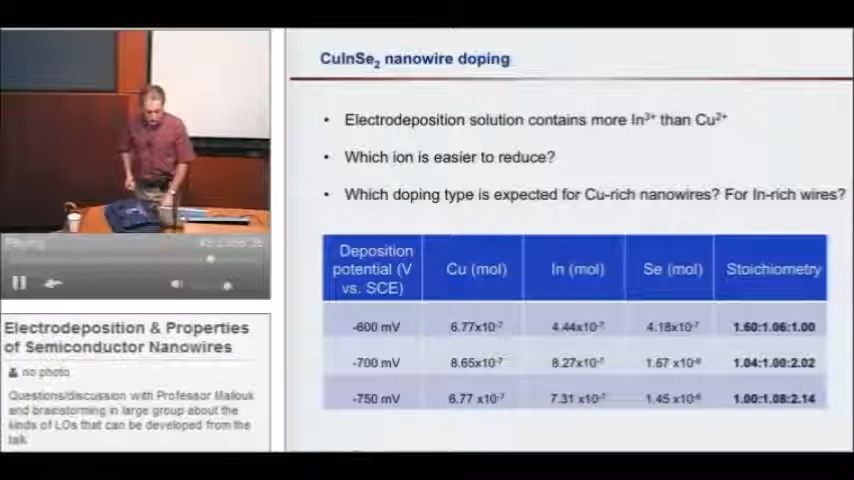 CuInSe2 nanowire doping
• Electrodeposition solution contains more In3+ than Cu2+
• Which ion is easier to reduce?
• Which doping type is expected for Cu-rich nanowires? For In-rich wires?
Deposition potential (V vs. SCE) Cu (mol) In (mol) Se (mol) Stoichiometry
-600 mV 6.77x10-7 4.44x10-7 4.18x10-7 1.60:1.06:1.00
-700 mV 8.65x10-7 8.27x10-7 1.67 x10-6 1.04:1.00:2.02
-750 mV 6.77 x10-7 7.31 x10-7 1.45 x10-6 1.00:1.08:2.14
Playing
Electrodeposition & Properties
of Semiconductor Nanowires
no photo
Questions/discussion with Professor Mallouk
and brainstorming in large group about the
kinds of LOs that can be developed from the
talk